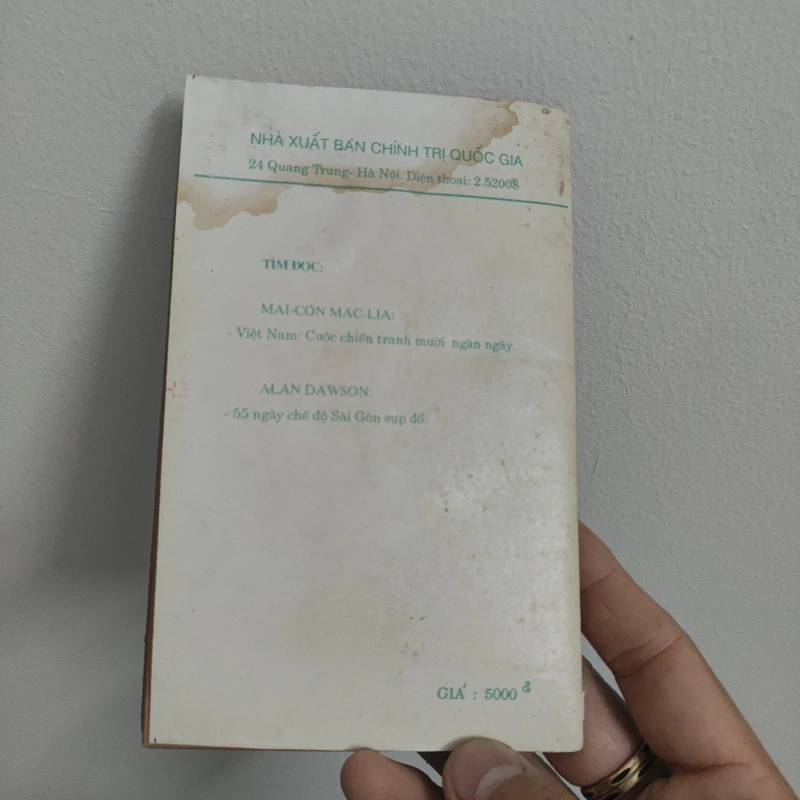 NHÀ XUẤT BẢN CHÍNH TRỊ QUỐC GIA
24 Quang Trung- Hà Nội. Điện thoại: 2.52008
TÌM ĐỌC:
MAI-CƠN MÁC-LIA:
- Việt Nam: Cuộc chiến tranh mười ngàn ngày.
ALAN DAWSON:
- 55 ngày chế độ Sài Gòn sụp đổ.
GIÁ : 5000 đ